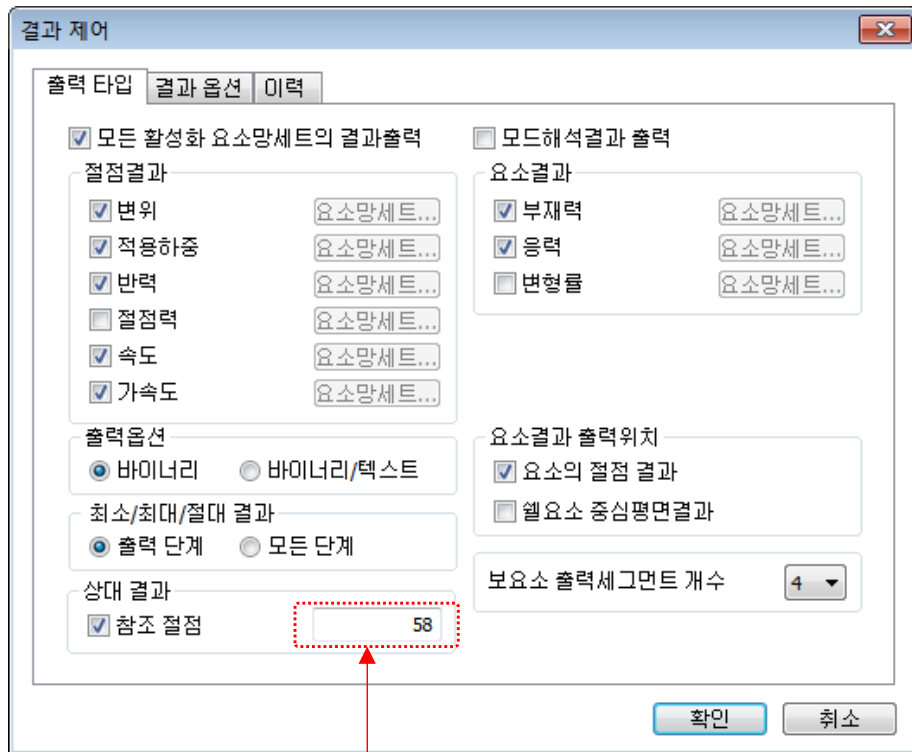 결과 제어
출력 타입 결과 옵션 이력
모든 활성화 요소망세트의 결과출력
모드해석결과 출력
절점결과
변위 요소망세트...
적용하중 요소망세트...
반력 요소망세트...
절점력 요소망세트...
속도 요소망세트...
가속도 요소망세트...
요소결과
부재력 요소망세트...
응력 요소망세트...
변형률 요소망세트...
출력옵션
바이너리 바이너리/텍스트
요소결과 출력위치
요소의 절점 결과
쉘요소 중심평면결과
최소/최대/절대 결과
출력 단계 모든 단계
보요소 출력세그먼트 개수 4
상대 결과
참조 절점 58
확인 취소